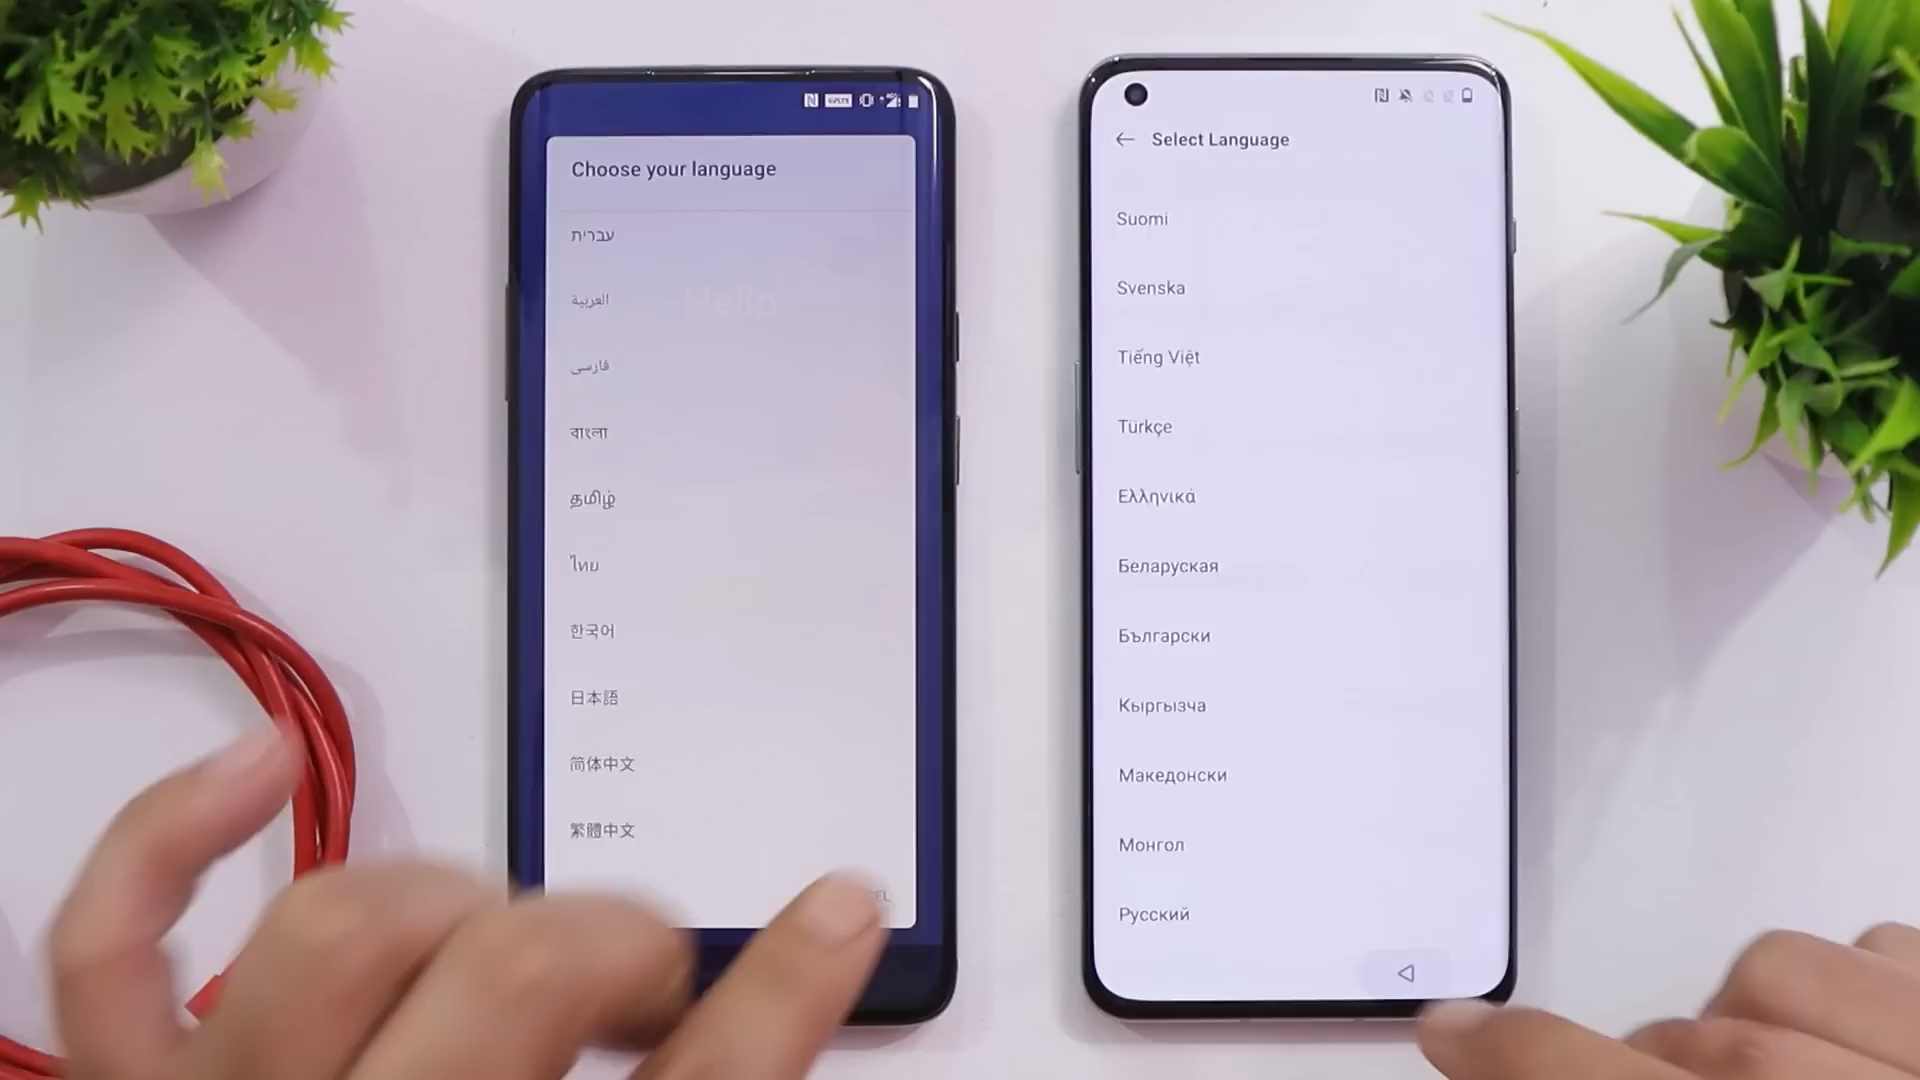 VoLTE
Choose your language
עברית
العربية
Hello
فارسی
বাংলা
தமிழ்
ไทย
한국어
日本語
简体中文
繁體中文
Select Language
Suomi
Svenska
Tiếng Việt
Türkçe
Ελληνικά
Беларуская
Български
Кыргызча
Македонски
Монгол
Русский